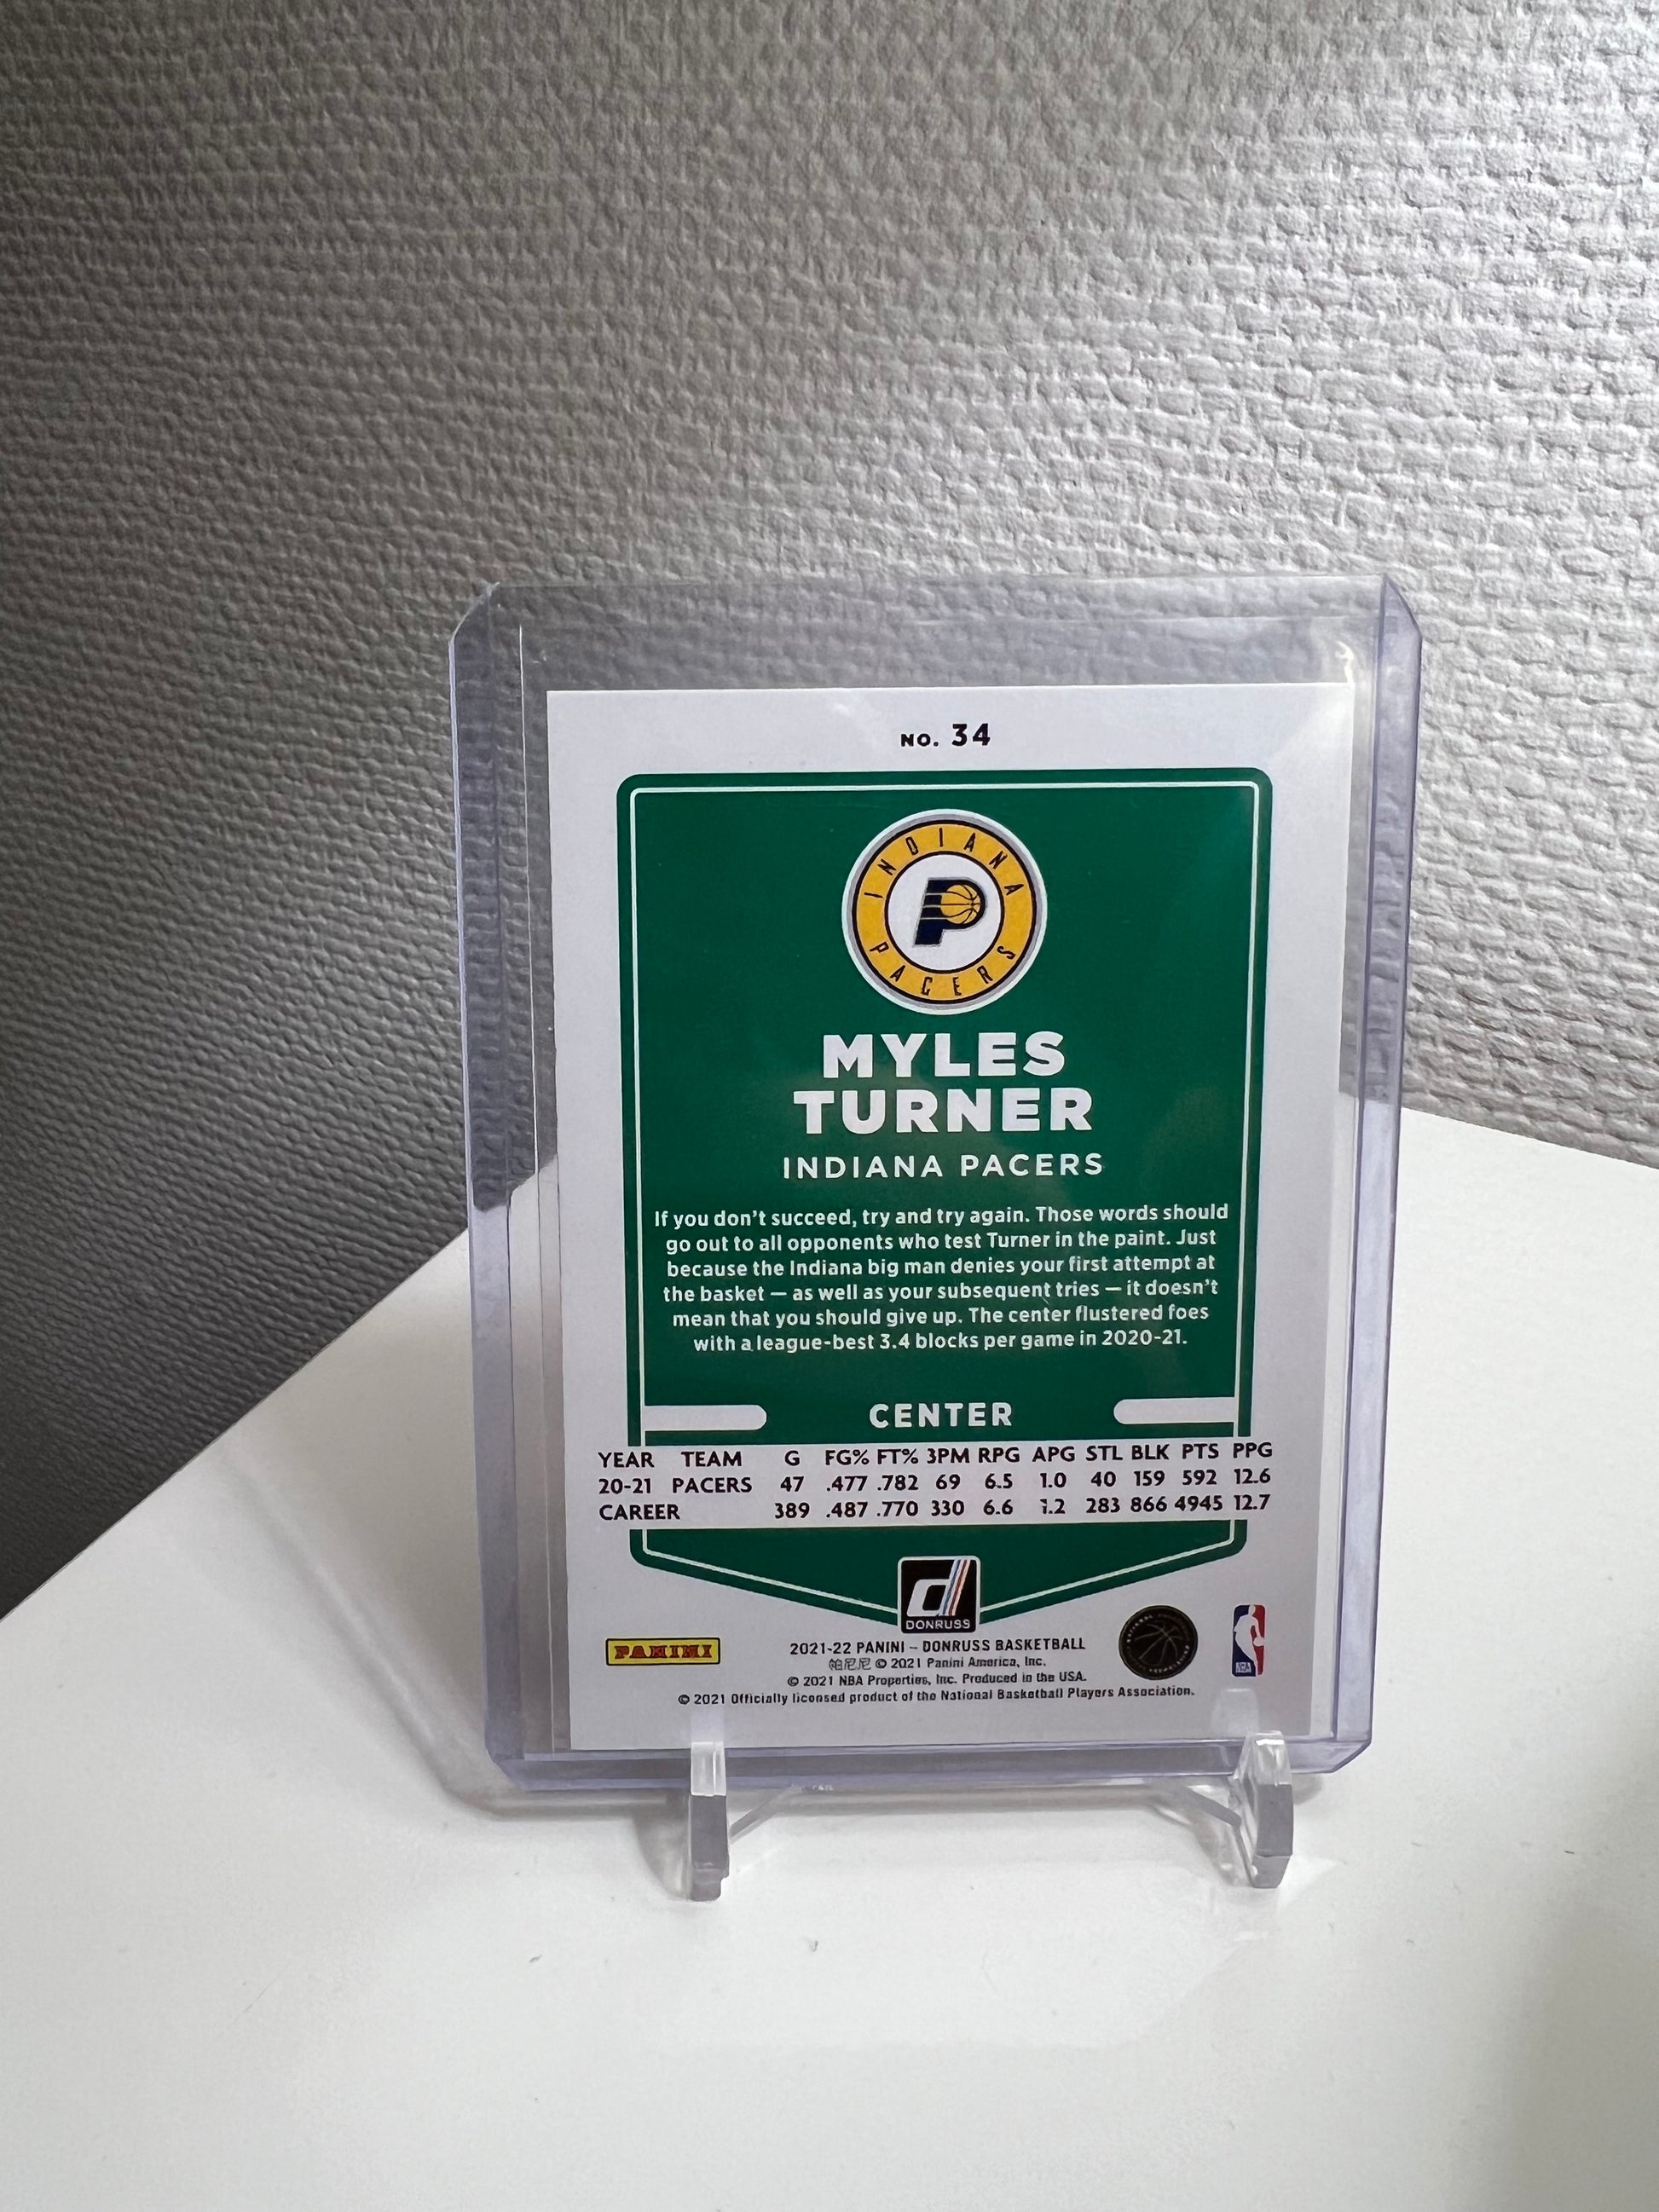 NO. 34
INDIANA
PACERS
MYLES
TURNER
INDIANA PACERS
If you don't succeed, try and try again. Those words should
go out to all opponents who test Turner in the paint. Just
because the Indiana big man denies your first attempt at
the basket — as well as your subsequent tries — it doesn't
mean that you should give up. The center flustered foes
with a league-best 3.4 blocks per game in 2020-21.
CENTER
YEAR TEAM G FG% FT% 3PM RPG APG STL BLK PTS PPG
20-21 PACERS 47 .477 .782 69 6.5 1.0 40 159 592 12.6
CAREER 389 .487 .770 330 6.6 1.2 283 866 4945 12.7
DONRUSS
PANINI
2021-22 PANINI – DONRUSS BASKETBALL
帕尼尼 © 2021 Panini America, Inc.
© 2021 NBA Properties, Inc. Produced in the USA.
© 2021 Officially licensed product of the National Basketball Players Association.
NBA